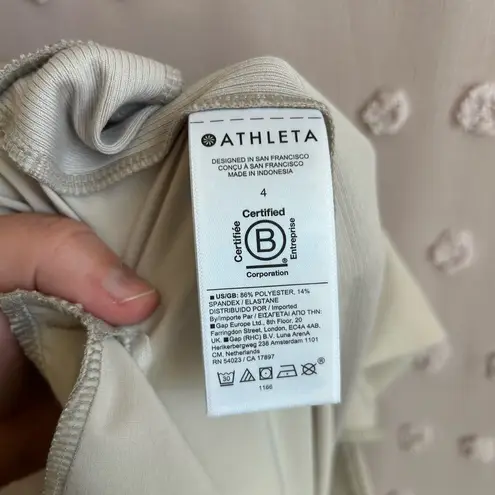 ATHLETA
DESIGNED IN SAN FRANCISCO
CONÇU À SAN FRANCISCO
MADE IN INDONESIA
4
Certified
Certifiée
B
Entreprise
®
Corporation
US/GB: 86% POLYESTER, 14%
SPANDEX / ELASTANE
DISTRIBUIDO POR / Imported
By/Importe Par / ΕΙΣΑΓΕΤΑΙ ΑΠΟ ΤΗΝ:
Gap Europe Ltd., 8th Floor, 20
Farringdon Street, London, EC4A 4AB.
UK. Gap (RHC) B.V. Luna ArenA
Herikerbergweg 238 Amsterdam 1101
CM, Netherlands
RN 54023 / CA 17897
30
1166